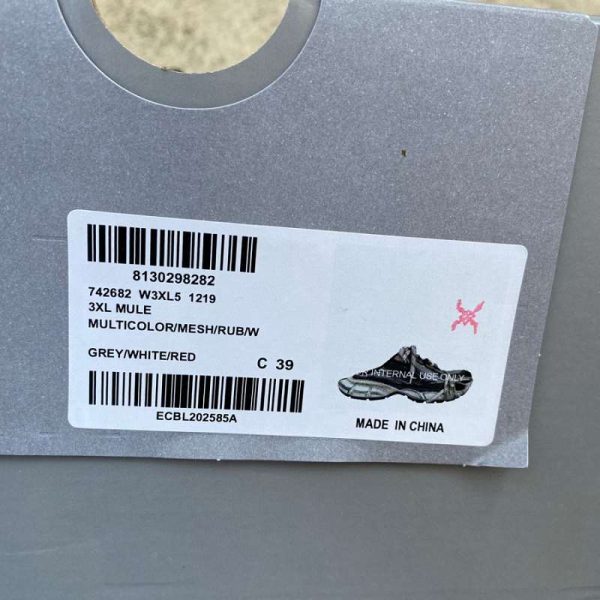 8130298282
742682 W3XL5 1219
3XL MULE
MULTICOLOR/MESH/RUB/W
GREY/WHITE/RED
C 39
ECBL202585A
INTERNAL USE ONLY
MADE IN CHINA